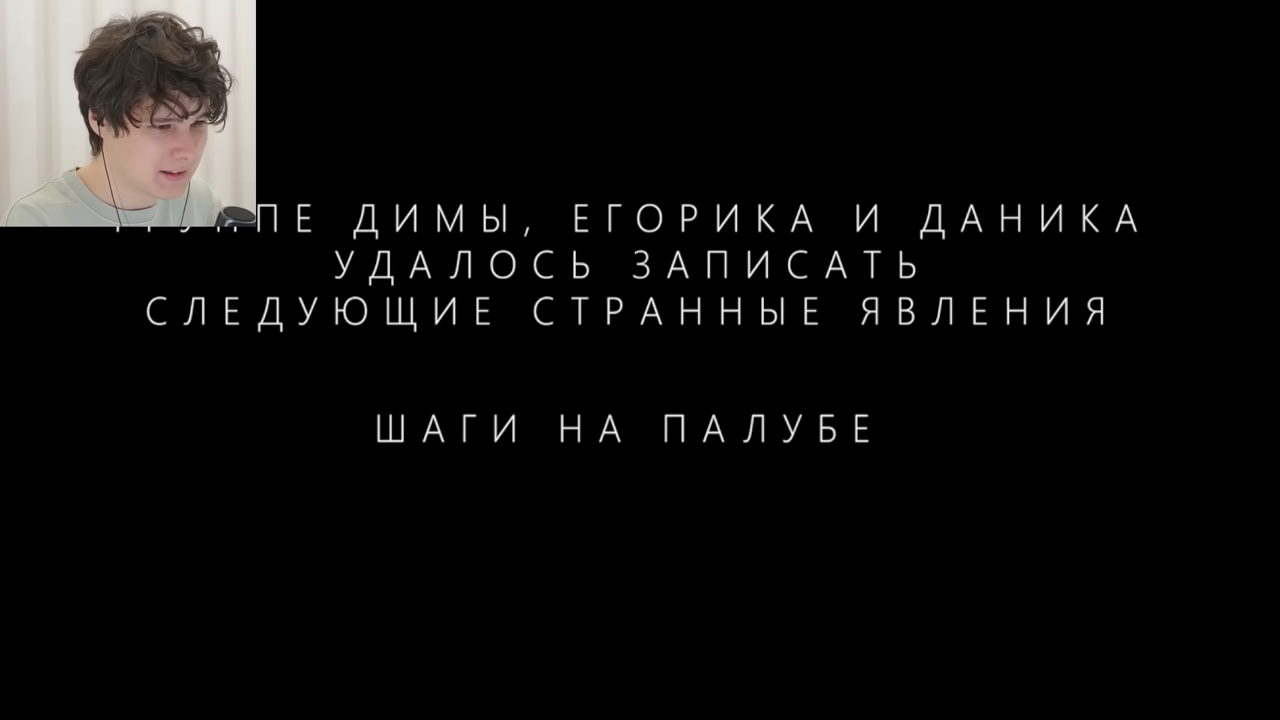 ДИМЫ, ЕГОРИКА И ДАНИКА
УДАЛОСЬ ЗАПИСАТЬ
СЛЕДУЮЩИЕ СТРАННЫЕ ЯВЛЕНИЯ
ШАГИ НА ПАЛУБЕ